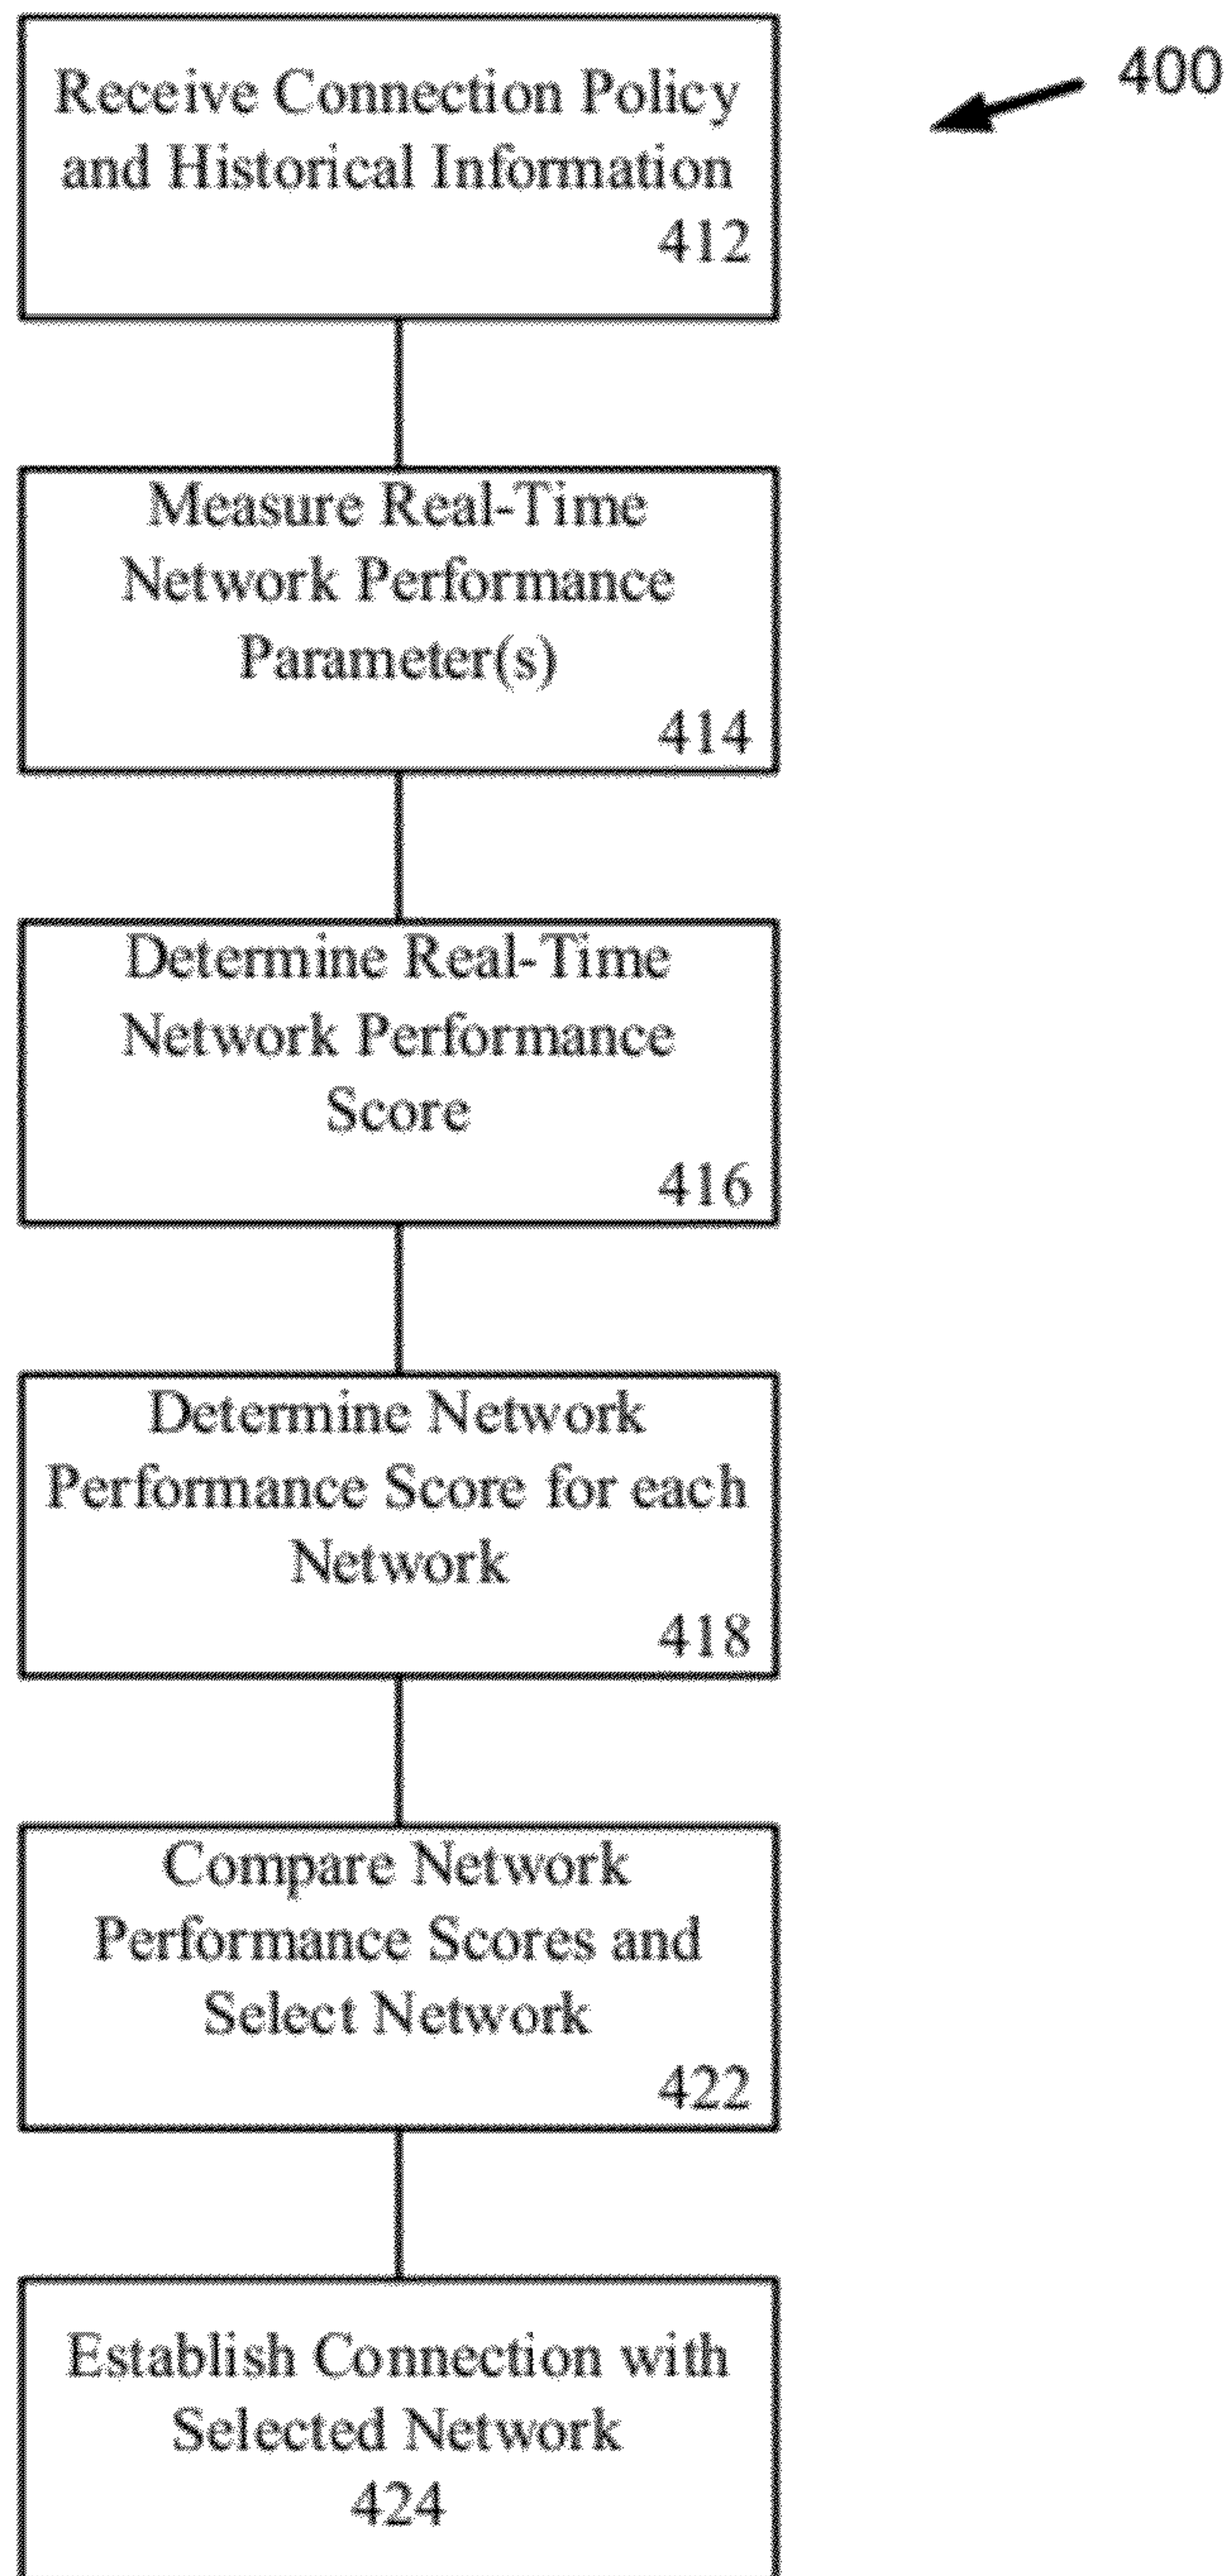 400
Receive Connection Policy
and Historical Information
412
Measure Real-Time
Network Performance
Parameter(s)
414
Determine Real-Time
Network Performance
Score
416
Determine Network
Performance Score for each
Network
418
Compare Network
Performance Scores and
Select Network
422
Establish Connection with
Selected Network
424